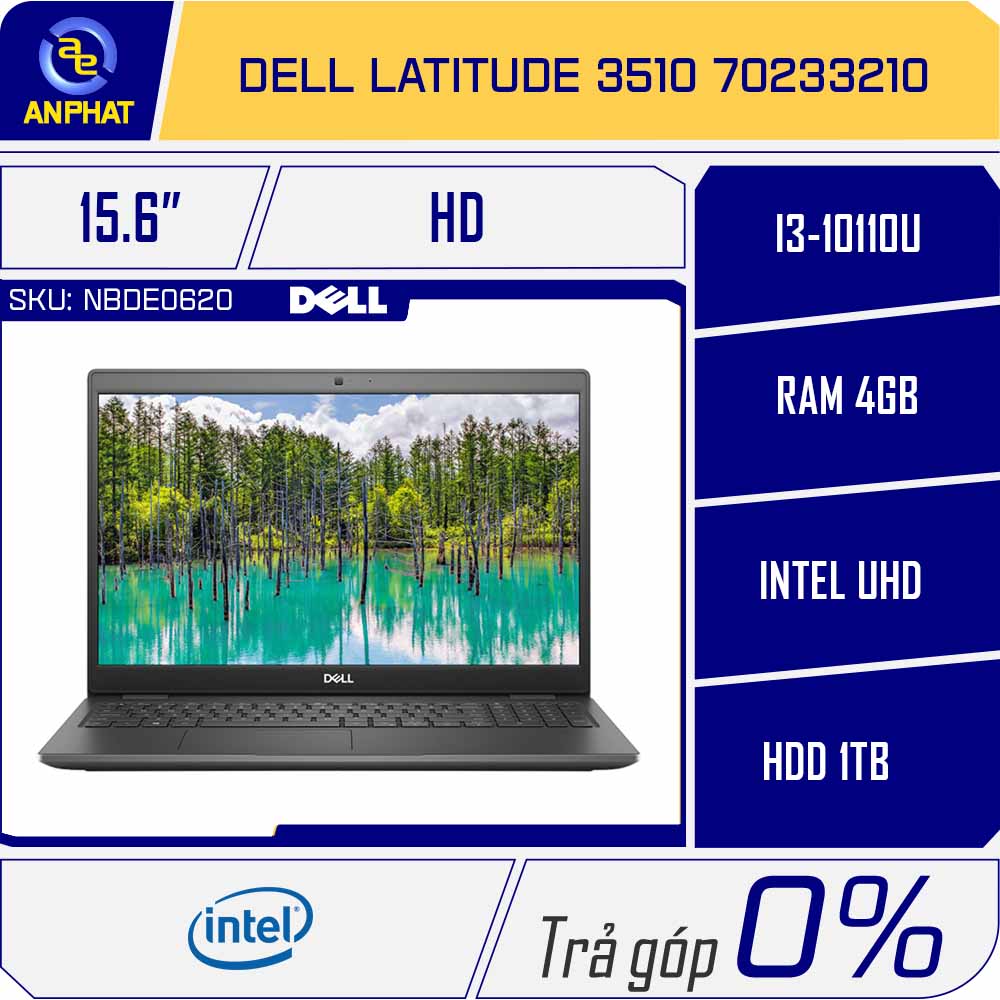 ae
ANPHAT
DELL LATITUDE 3510 70233210
15.6"
HD
SKU: NBDE0620
DELL
I3-10110U
RAM 4GB
INTEL UHD
HDD 1TB
DELL
intel®
Trả góp 0%